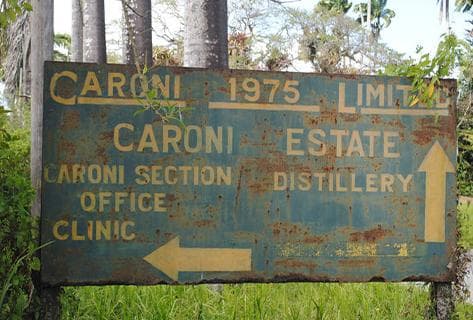 CARONI 1975 LIMITED
CARONI ESTATE
CARONI SECTION DISTILLERY
OFFICE
CLINIC